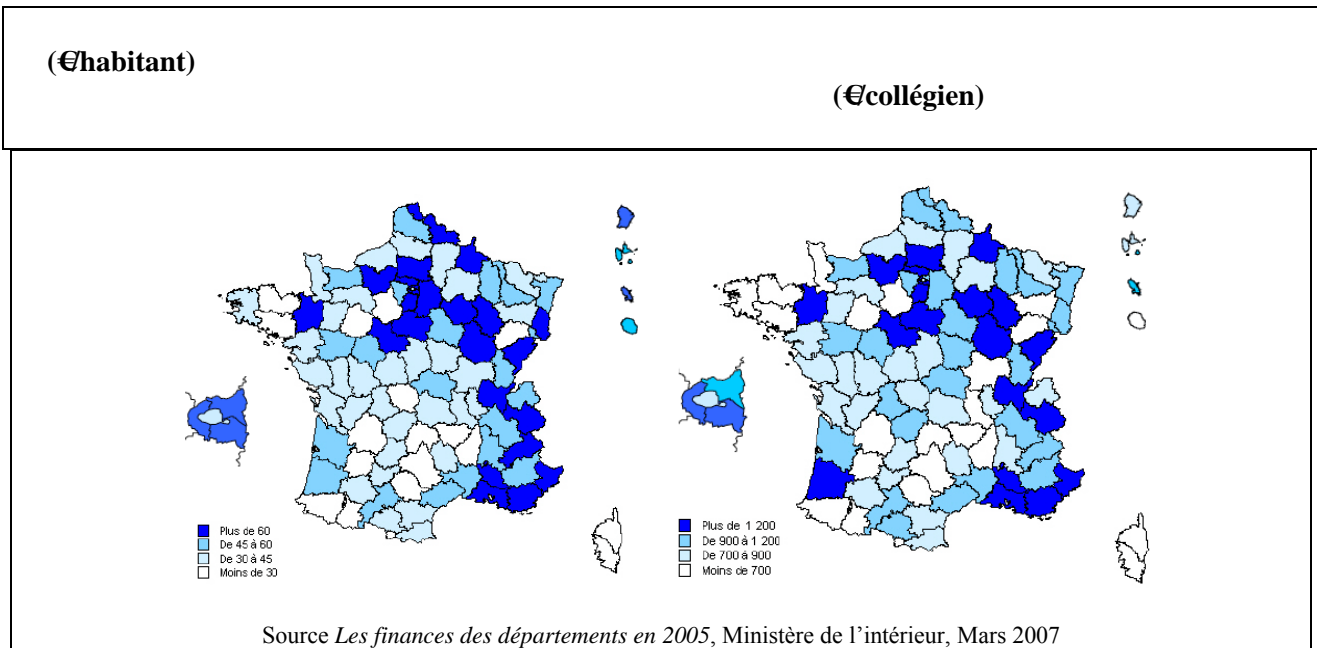 (€/habitant)
(€/collégien)
Plus de 60
De 45 à 60
De 30 à 45
Moins de 30
Plus de 1 200
De 900 à 1 200
De 700 à 900
Moins de 700
Source Les finances des départements en 2005, Ministère de l'intérieur, Mars 2007